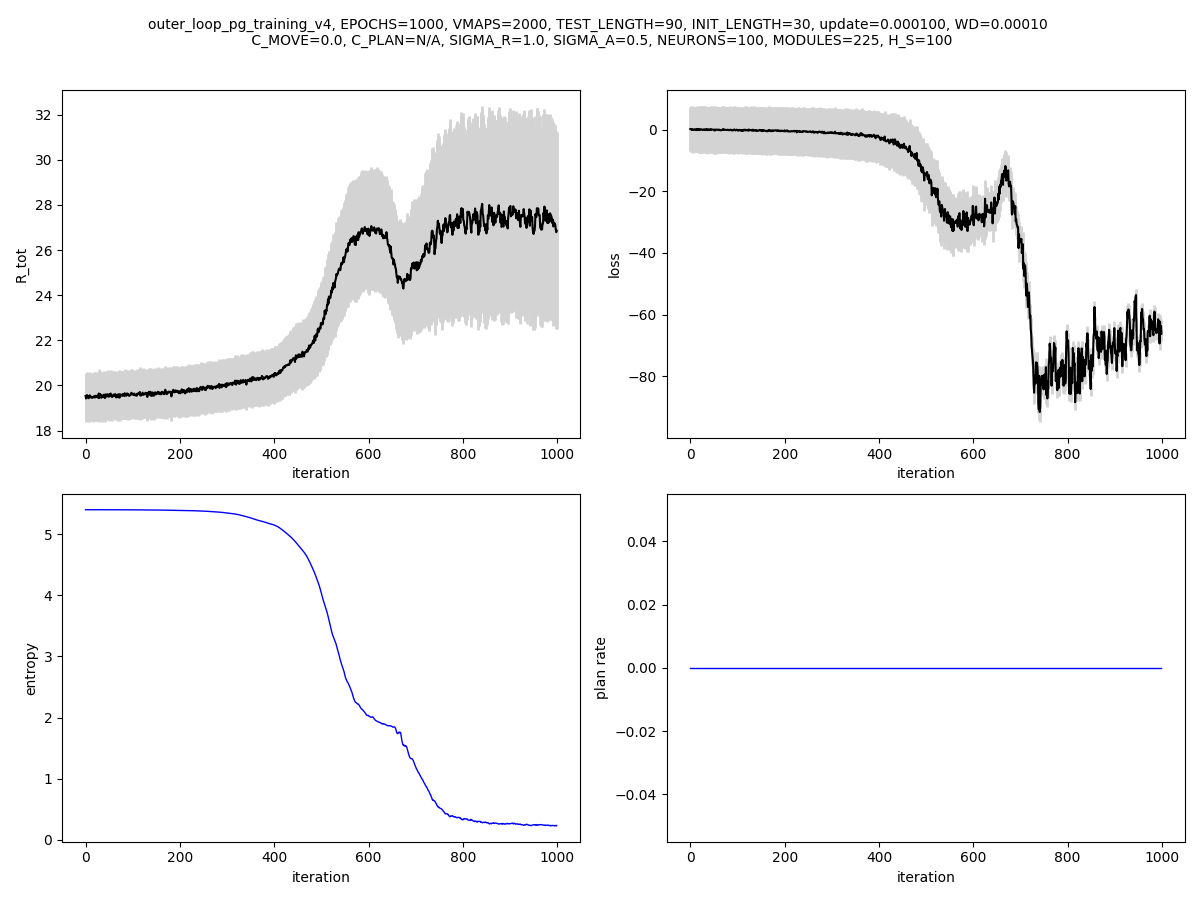 outer_loop_pg_training_v4, EPOCHS=1000, VMAPS=2000, TEST_LENGTH=90, INIT_LENGTH=30, update=0.000100, WD=0.00010
C_MOVE=0.0, C_PLAN=N/A, SIGMA_R=1.0, SIGMA_A=0.5, NEURONS=100, MODULES=225, H_S=100
R_tot
32
30
28
26
24
22
20
18
0 200 400 600 800 1000
iteration
loss
0
−20
−40
−60
−80
0 200 400 600 800 1000
iteration
entropy
5
4
3
2
1
0
0 200 400 600 800 1000
iteration
plan rate
0.04
0.02
0.00
−0.02
−0.04
0 200 400 600 800 1000
iteration